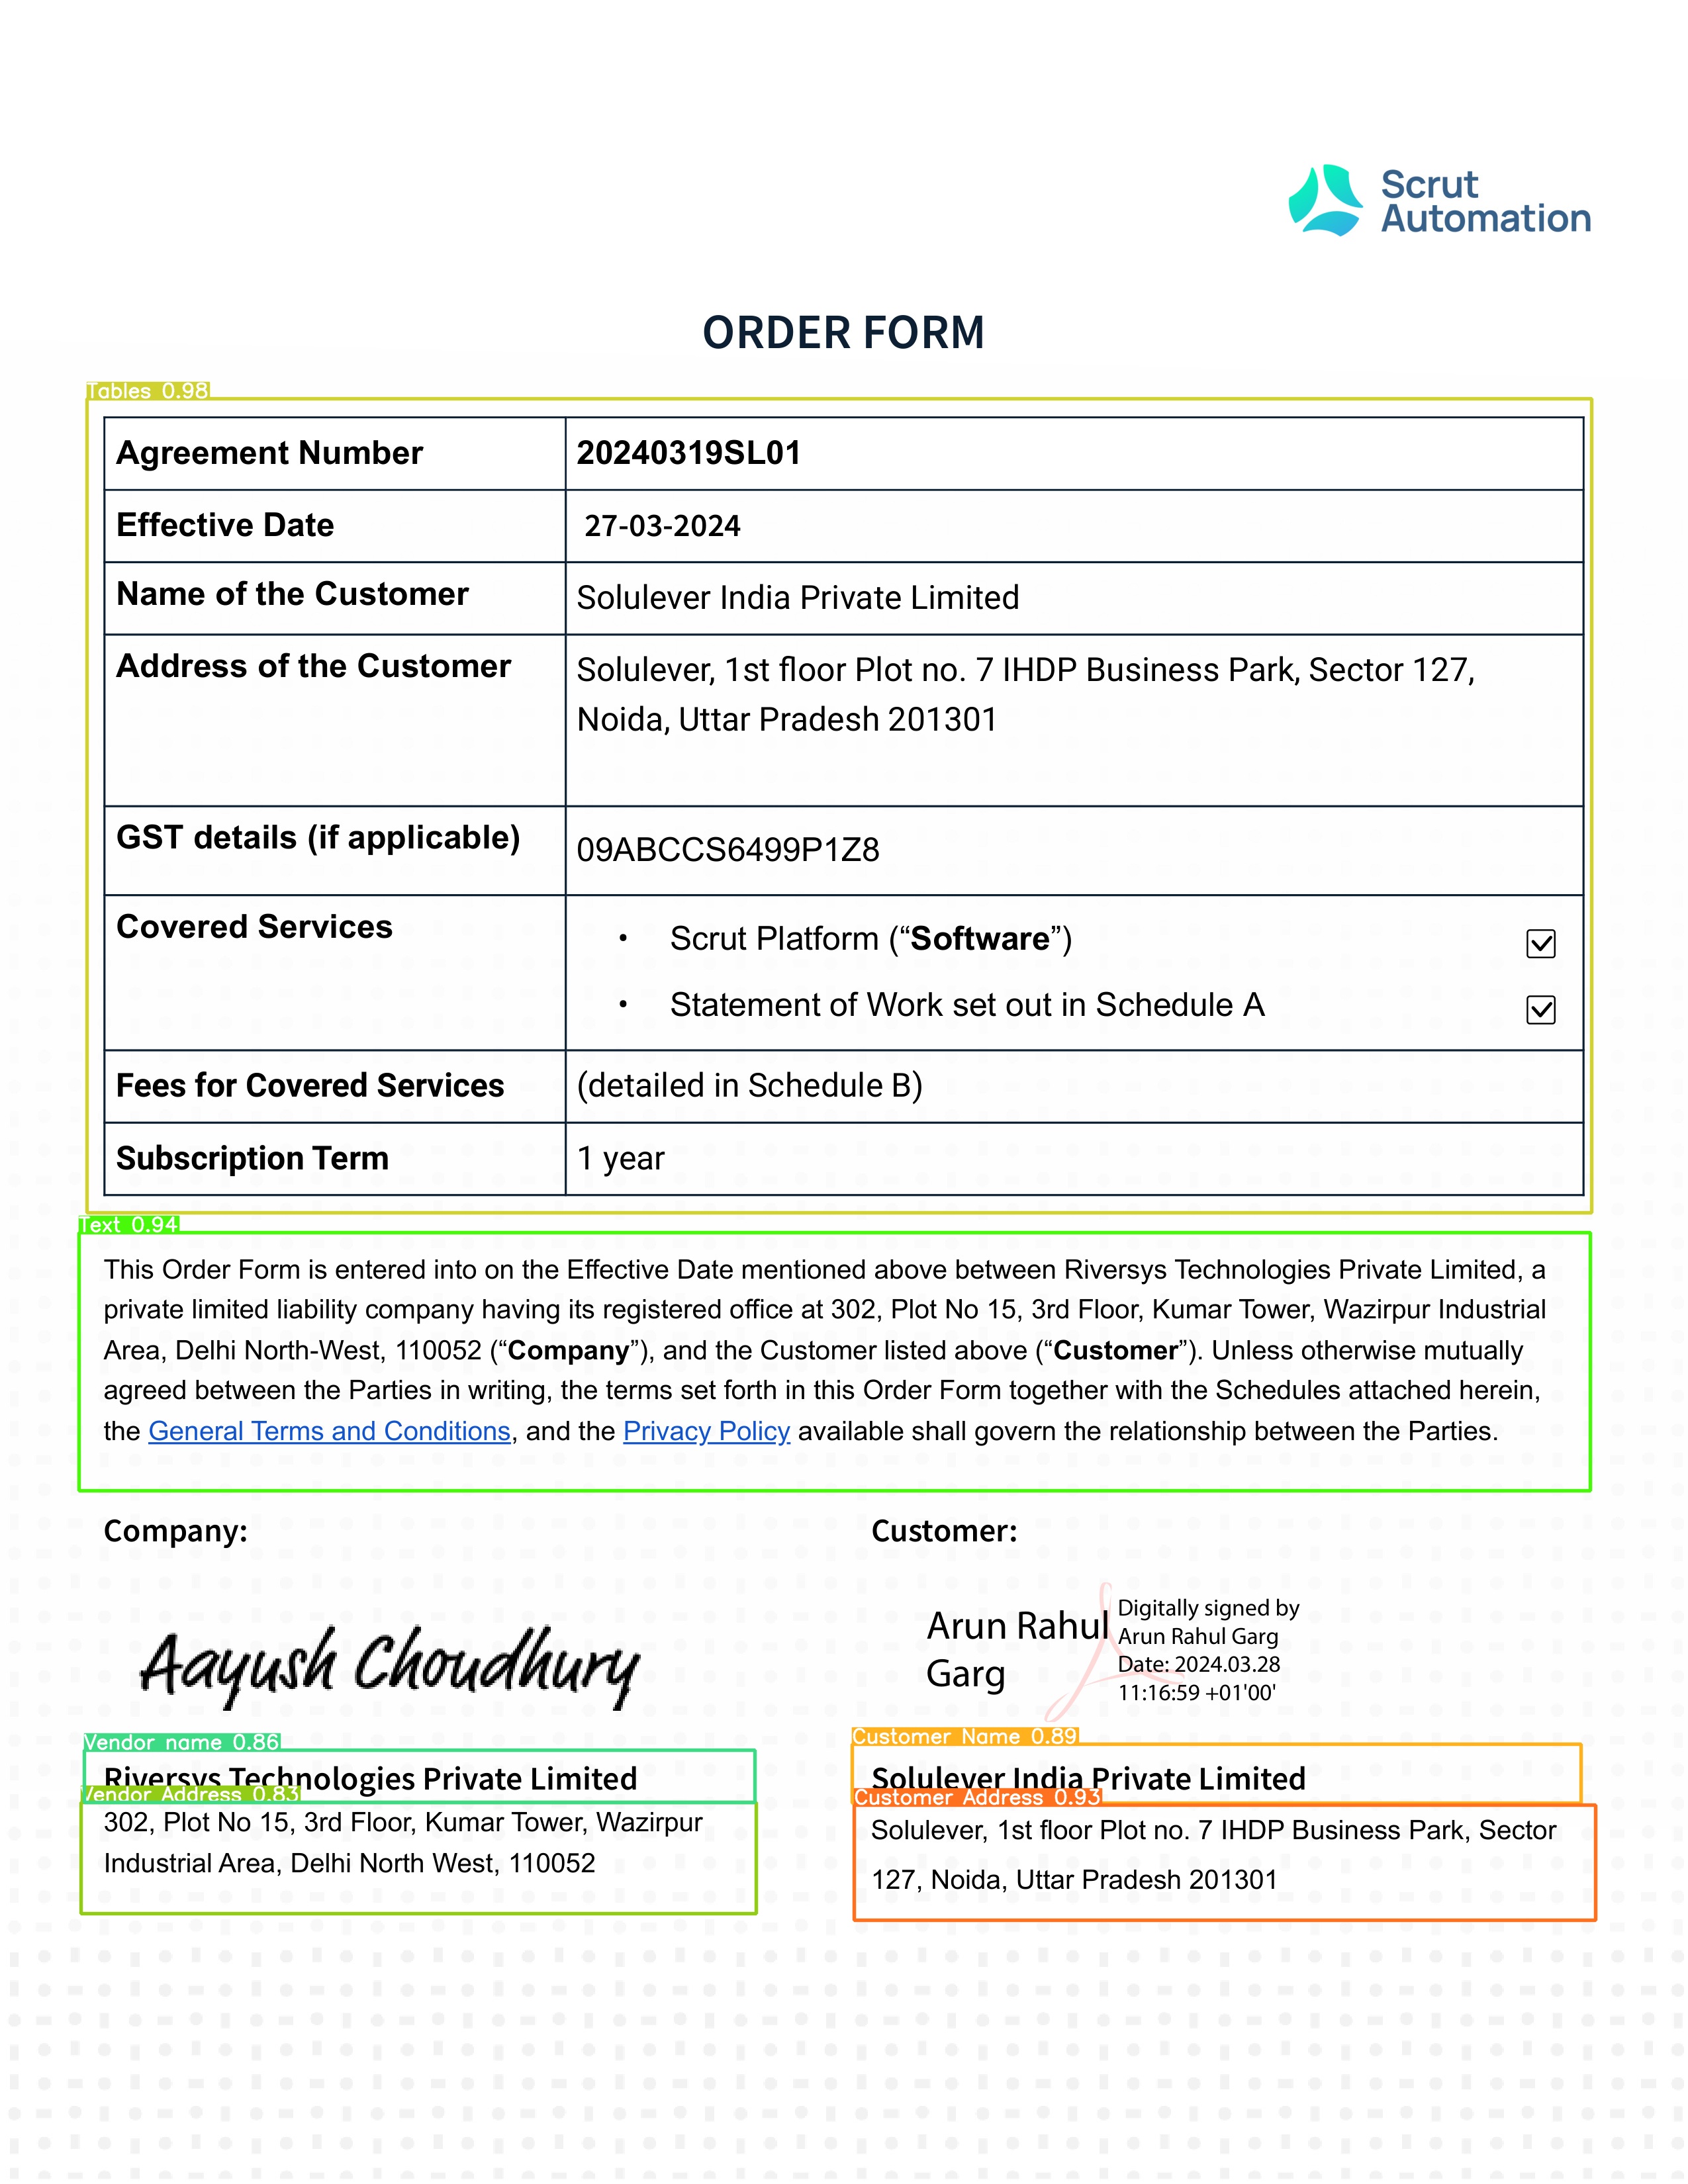 Scrut
Automation
ORDER FORM
Tables 0.98
Agreement Number 20240319SL01
Effective Date 27-03-2024
Name of the Customer Solulever India Private Limited
Address of the Customer Solulever, 1st floor Plot no. 7 IHDP Business Park, Sector 127,
Noida, Uttar Pradesh 201301
GST details (if applicable) 09ABCCS6499P1Z8
Covered Services • Scrut Platform (“Software”) ☑
• Statement of Work set out in Schedule A ☑
Fees for Covered Services (detailed in Schedule B)
Subscription Term 1 year
Text 0.94
This Order Form is entered into on the Effective Date mentioned above between Riversys Technologies Private Limited, a
private limited liability company having its registered office at 302, Plot No 15, 3rd Floor, Kumar Tower, Wazirpur Industrial
Area, Delhi North-West, 110052 (“Company”), and the Customer listed above (“Customer”). Unless otherwise mutually
agreed between the Parties in writing, the terms set forth in this Order Form together with the Schedules attached herein,
the General Terms and Conditions, and the Privacy Policy available shall govern the relationship between the Parties.
Company:
Aayush Choudhury
Vendor name 0.86
Riversys Technologies Private Limited
Vendor Address 0.83
302, Plot No 15, 3rd Floor, Kumar Tower, Wazirpur
Industrial Area, Delhi North West, 110052
Customer:
Arun Rahul
Garg
Digitally signed by
Arun Rahul Garg
Date: 2024.03.28
11:16:59 +01'00'
Customer Name 0.89
Solulever India Private Limited
Customer Address 0.93
Solulever, 1st floor Plot no. 7 IHDP Business Park, Sector
127, Noida, Uttar Pradesh 201301